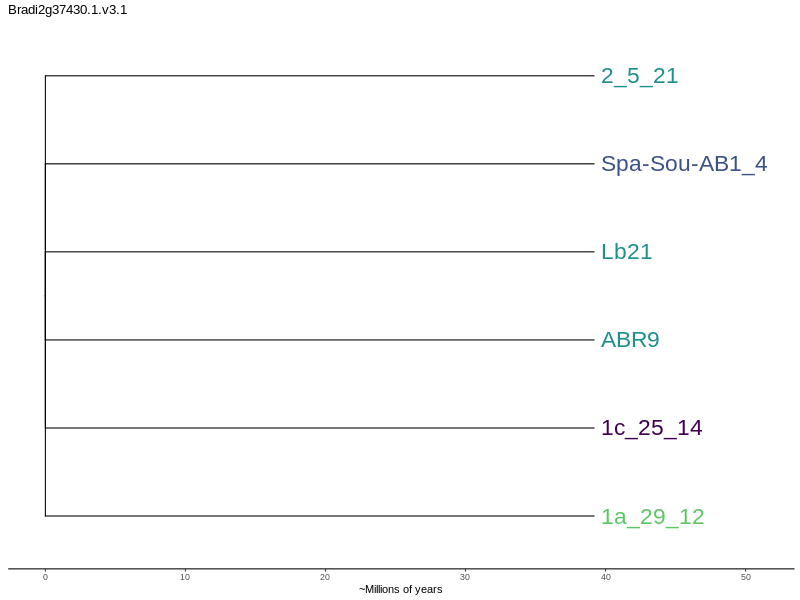 Bradi2g37430.1.v3.1
2_5_21
Spa-Sou-AB1_4
Lb21
ABR9
1c_25_14
1a_29_12
0 10 20 30 40 50
~Millions of years